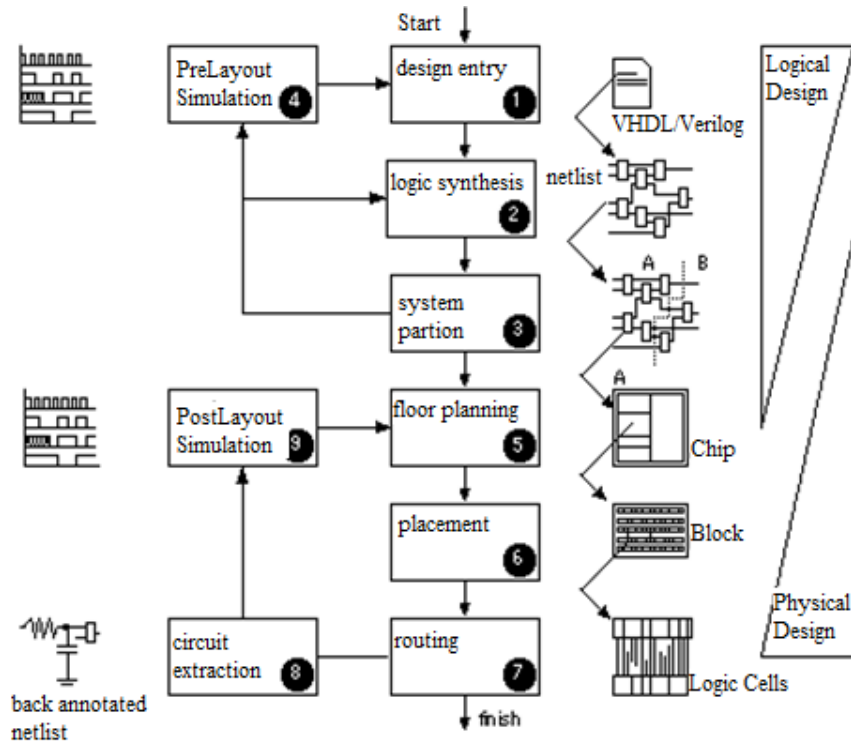 Start
PreLayout
Simulation
4
design entry
1
VHDL/Verilog
Logical
Design
logic synthesis
2
netlist
system
partion
3
A B
PostLayout
Simulation
9
floor planning
5
A
Chip
placement
6
Block
circuit
extraction
8
routing
7
Logic Cells
Physical
Design
back annotated
netlist
finish